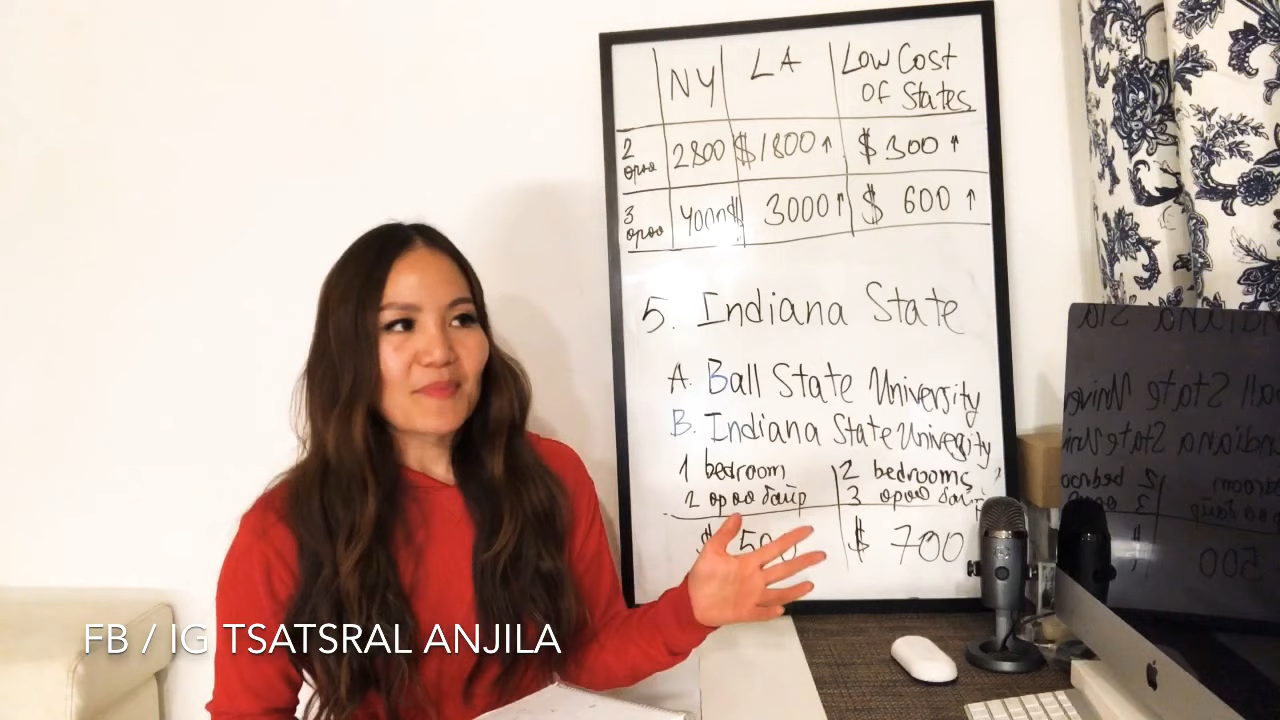 NY LA Low Cost
Of States
2 өрөө 2800 $1800↑ $300↑
3 өрөө 3000↑ $ 600↑
5. Indiana State
A. Ball State University
B. Indiana State University
1 bedroom 2 bedrooms
2 өрөө байр 3 өрөө байр
$ 500 $ 700
FB / IG TSATSRAL ANJILA